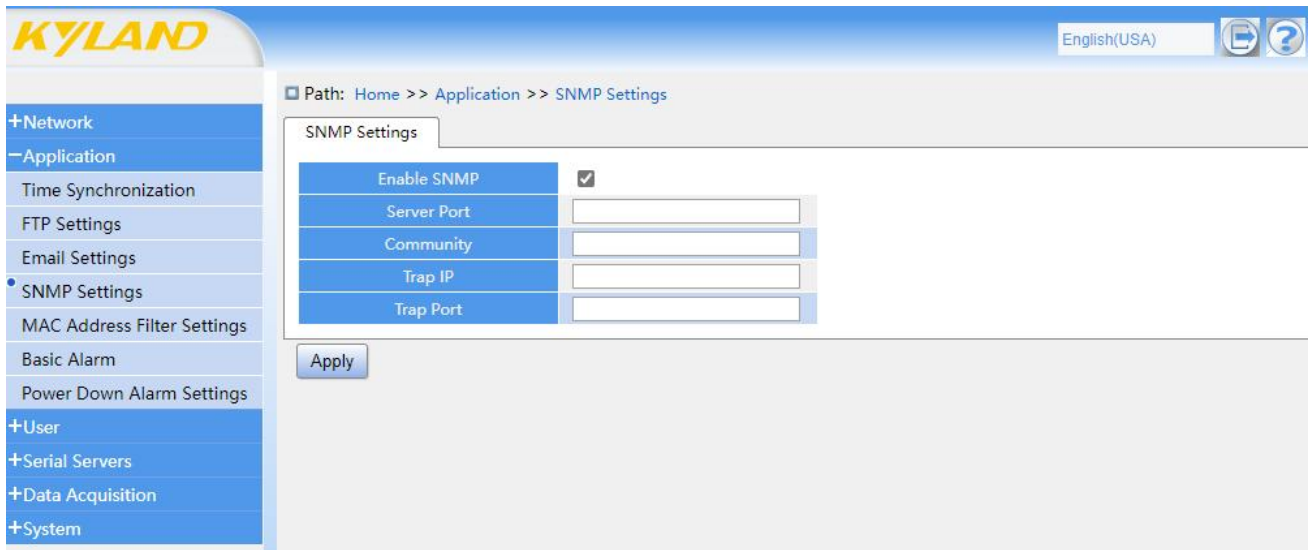 KYLAND
English(USA)
Path: Home >> Application >> SNMP Settings
+Network
−Application
Time Synchronization
FTP Settings
Email Settings
SNMP Settings
MAC Address Filter Settings
Basic Alarm
Power Down Alarm Settings
+User
+Serial Servers
+Data Acquisition
+System
SNMP Settings
Enable SNMP
Server Port
Community
Trap IP
Trap Port
Apply